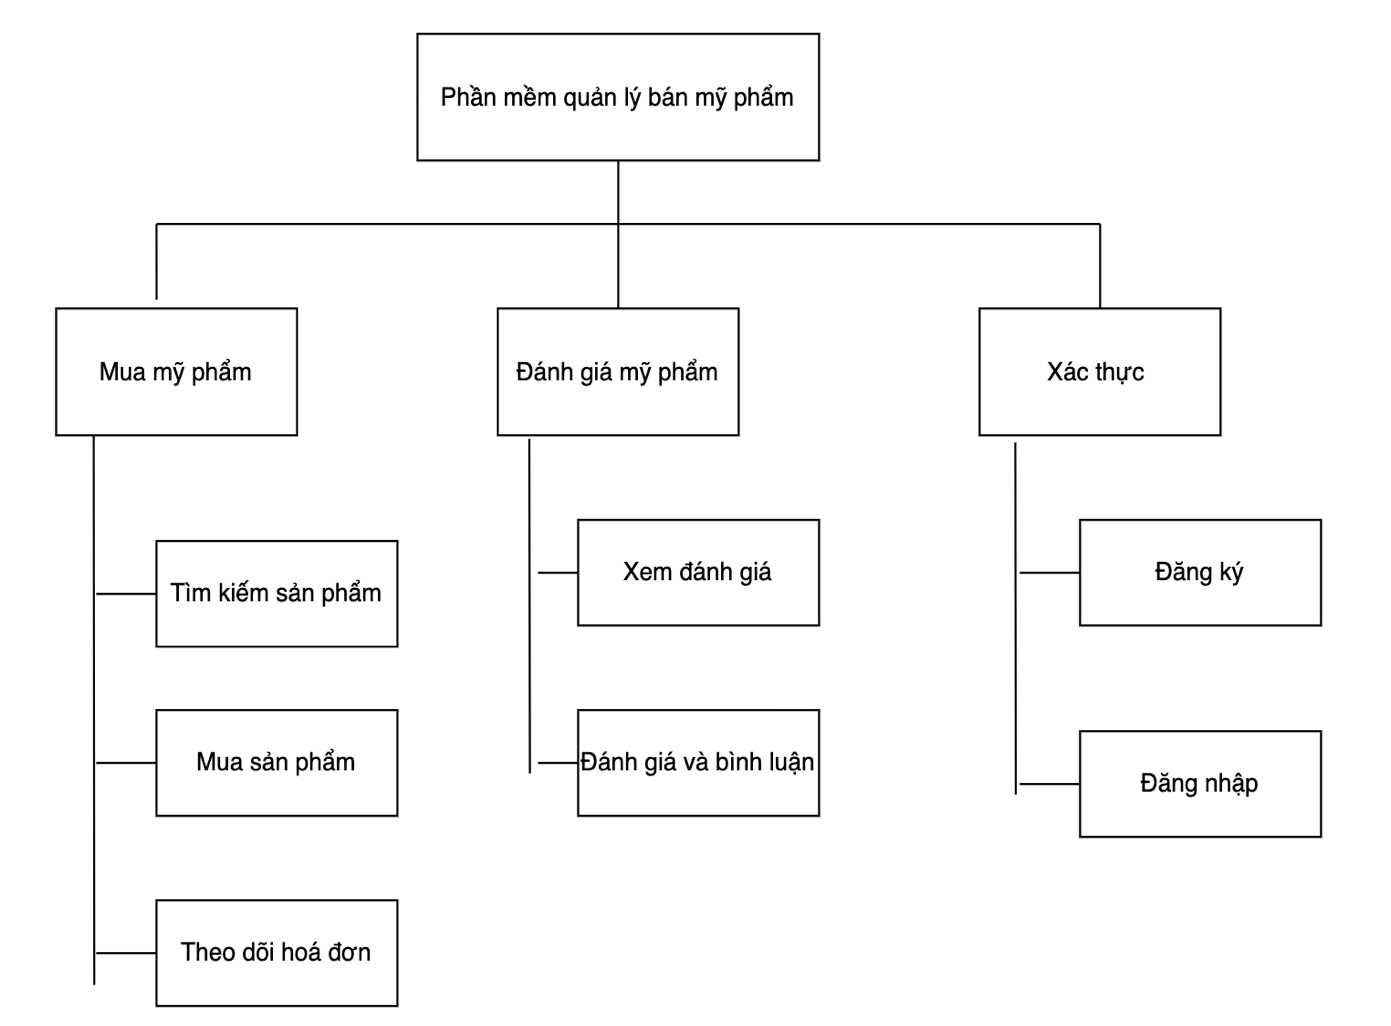 Phần mềm quản lý bán mỹ phẩm
Mua mỹ phẩm
Đánh giá mỹ phẩm
Xác thực
Tìm kiếm sản phẩm
Mua sản phẩm
Theo dõi hoá đơn
Xem đánh giá
Đánh giá và bình luận
Đăng ký
Đăng nhập